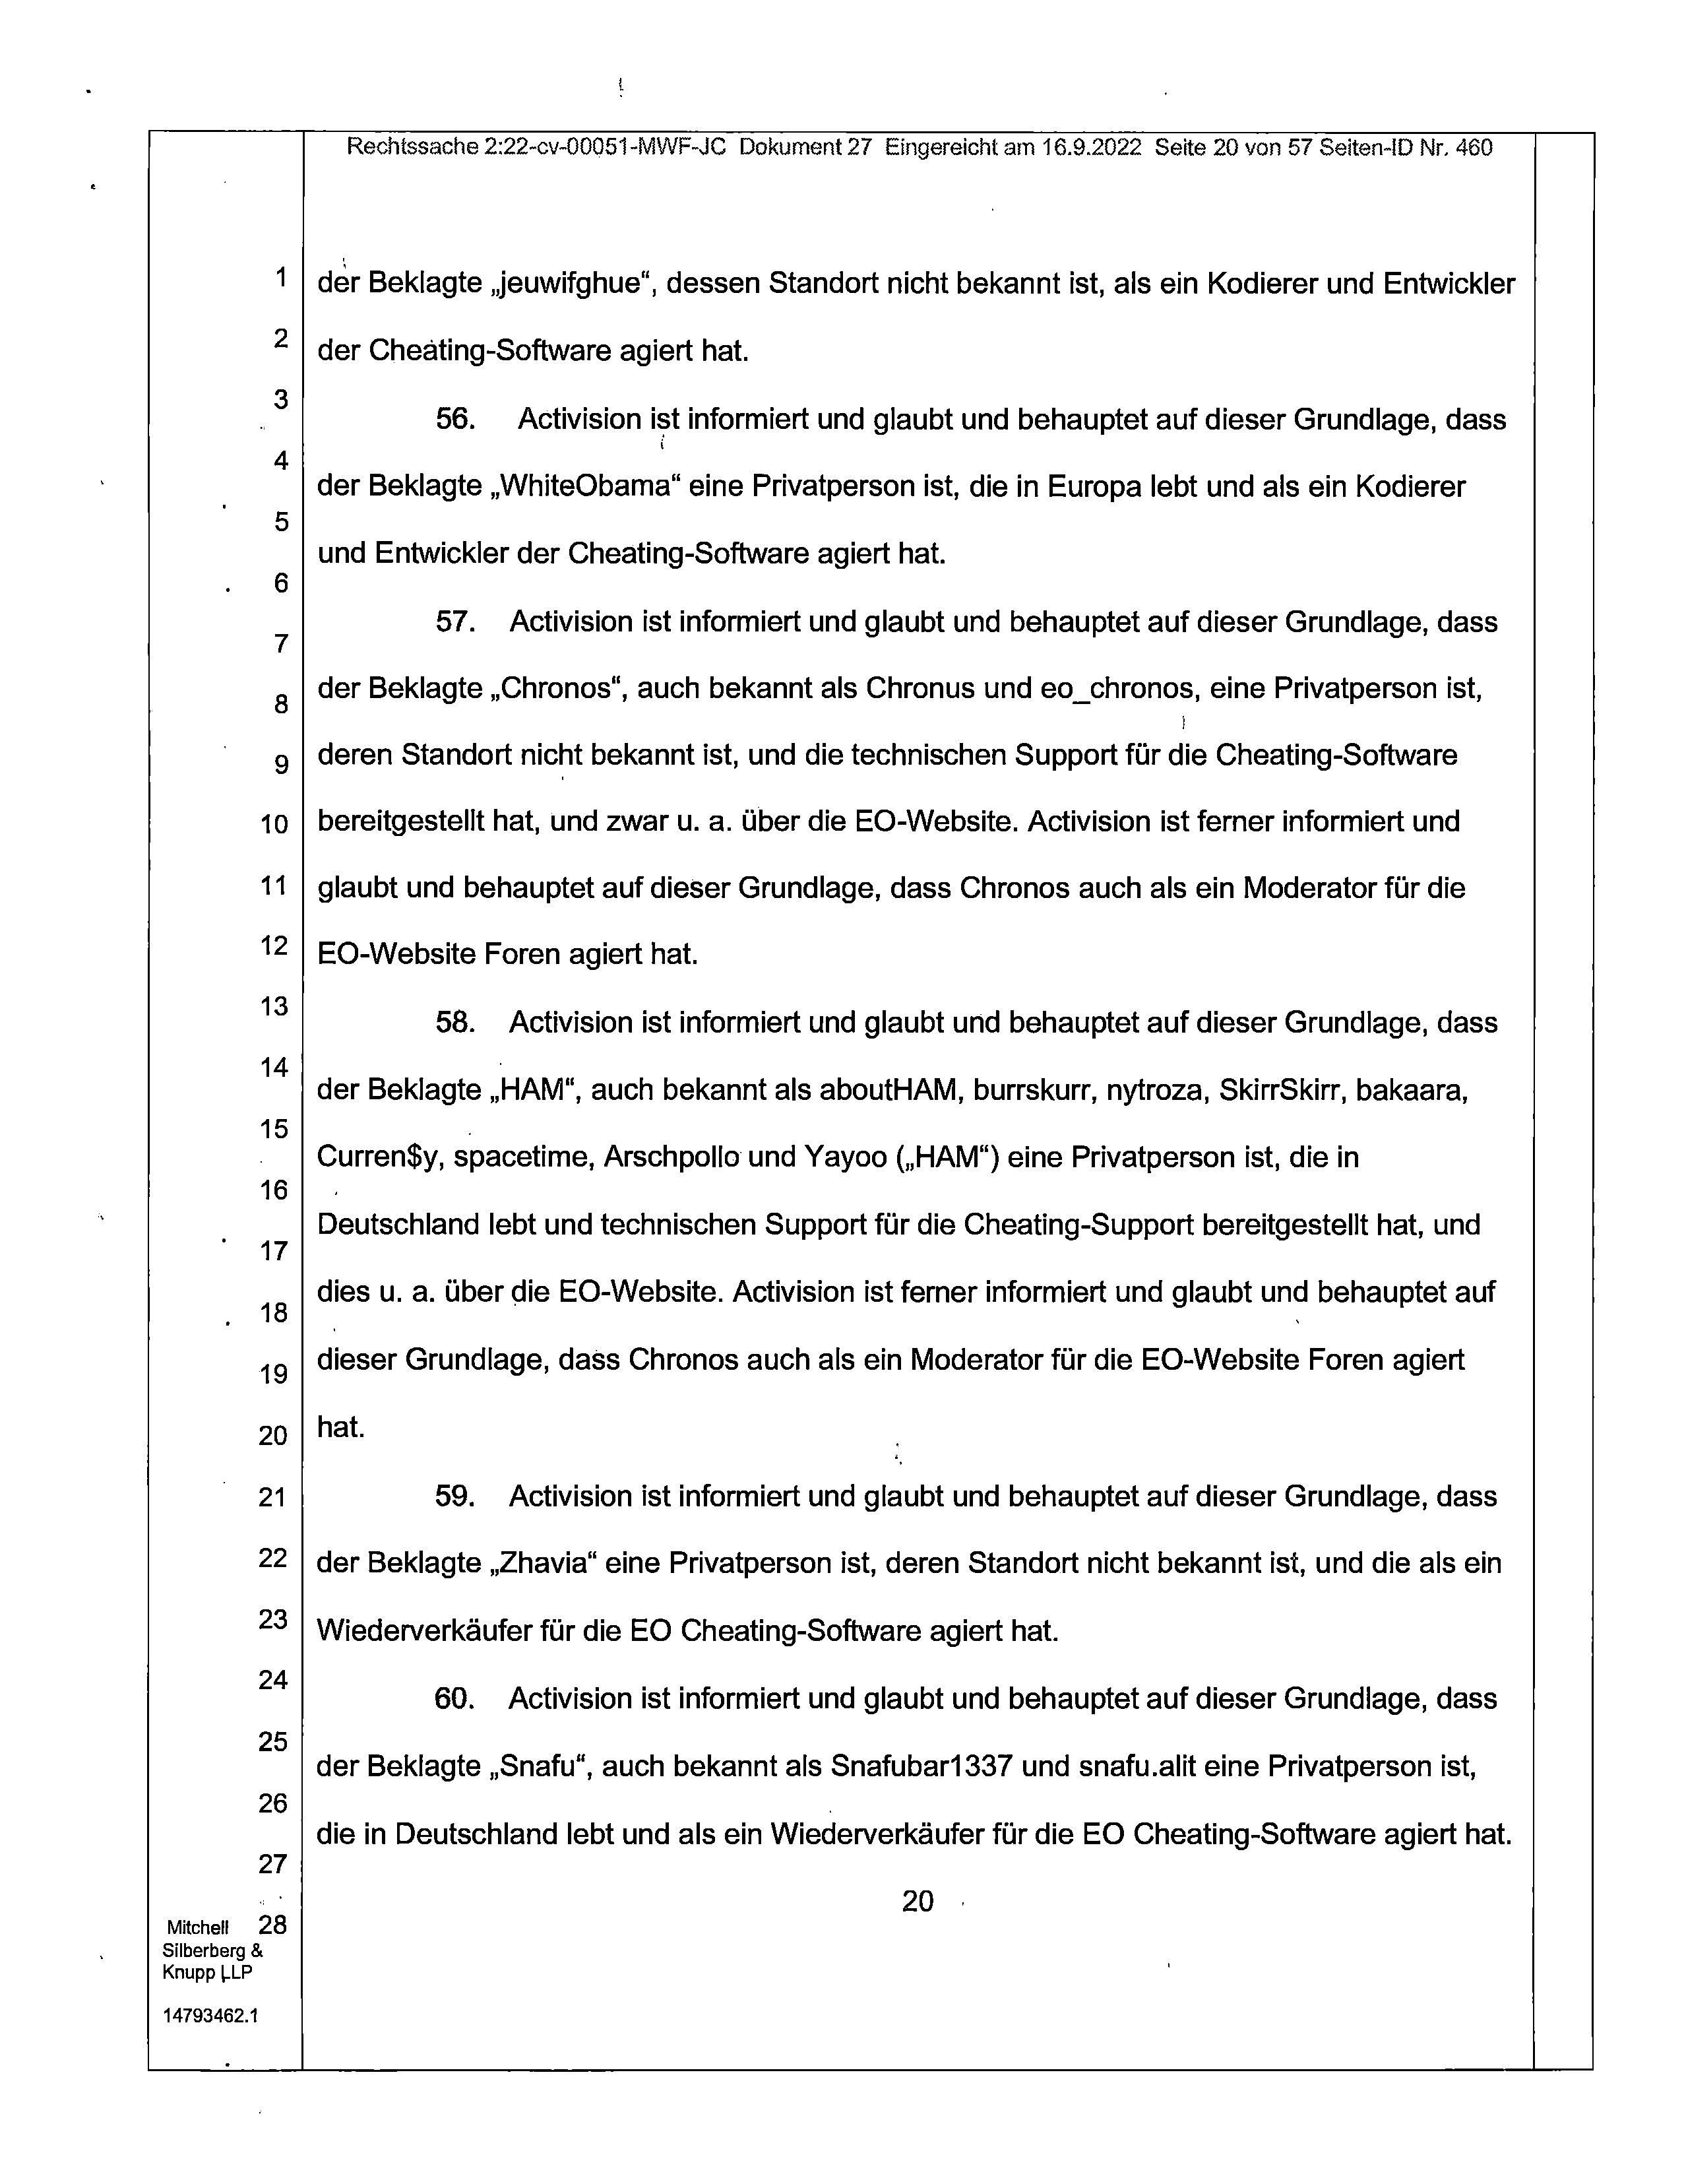 Rechtssache 2:22-cv-00051-MWF-JC Dokument 27 Eingereicht am 16.9.2022 Seite 20 von 57 Seiten-ID Nr. 460
1 der Beklagte „jeuwifghue“, dessen Standort nicht bekannt ist, als ein Kodierer und Entwickler
2 der Cheating-Software agiert hat.
3
56. Activision ist informiert und glaubt und behauptet auf dieser Grundlage, dass
4
der Beklagte „WhiteObama“ eine Privatperson ist, die in Europa lebt und als ein Kodierer
5
und Entwickler der Cheating-Software agiert hat.
6
57. Activision ist informiert und glaubt und behauptet auf dieser Grundlage, dass
7
8 der Beklagte „Chronos“, auch bekannt als Chronus und eo_chronos, eine Privatperson ist,
9 deren Standort nicht bekannt ist, und die technischen Support für die Cheating-Software
10 bereitgestellt hat, und zwar u. a. über die EO-Website. Activision ist ferner informiert und
11 glaubt und behauptet auf dieser Grundlage, dass Chronos auch als ein Moderator für die
12 EO-Website Foren agiert hat.
13
58. Activision ist informiert und glaubt und behauptet auf dieser Grundlage, dass
14
der Beklagte „HAM“, auch bekannt als aboutHAM, burrskurr, nytroza, SkirrSkirr, bakaara,
15
Curren$y, spacetime, Arschpollo und Yayoo („HAM“) eine Privatperson ist, die in
16
Deutschland lebt und technischen Support für die Cheating-Support bereitgestellt hat, und
17
dies u. a. über die EO-Website. Activision ist ferner informiert und glaubt und behauptet auf
18
19 dieser Grundlage, dass Chronos auch als ein Moderator für die EO-Website Foren agiert
20 hat.
21 59. Activision ist informiert und glaubt und behauptet auf dieser Grundlage, dass
22 der Beklagte „Zhavia“ eine Privatperson ist, deren Standort nicht bekannt ist, und die als ein
23 Wiederverkäufer für die EO Cheating-Software agiert hat.
24
60. Activision ist informiert und glaubt und behauptet auf dieser Grundlage, dass
25
der Beklagte „Snafu“, auch bekannt als Snafubar1337 und snafu.alit eine Privatperson ist,
26
die in Deutschland lebt und als ein Wiederverkäufer für die EO Cheating-Software agiert hat.
27
20
Mitchell 28
Silberberg &
Knupp LLP
14793462.1